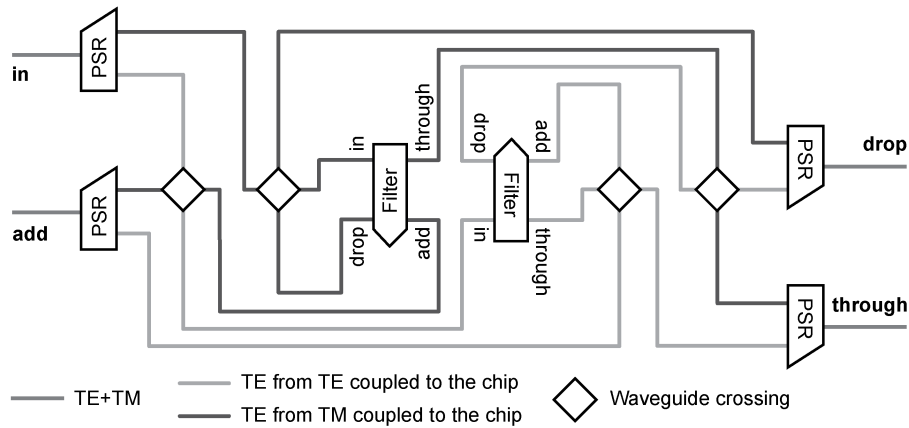 PSR
in
PSR
add
in
through
Filter
drop
add
drop
add
Filter
in
through
PSR
drop
PSR
through
TE+TM
TE from TE coupled to the chip
TE from TM coupled to the chip
Waveguide crossing